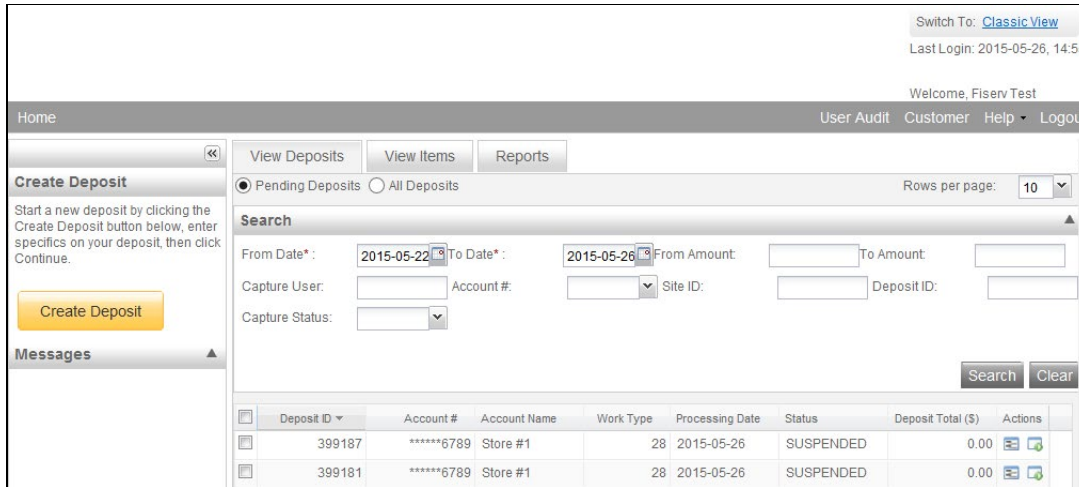 Switch To: Classic View
Last Login: 2015-05-26, 14:5
Welcome, Fiserv Test
Home User Audit Customer Help Logou
View Deposits View Items Reports
Create Deposit
Pending Deposits All Deposits Rows per page: 10
Start a new deposit by clicking the
Create Deposit button below, enter
specifics on your deposit, then click
Continue.
Create Deposit
Messages
Search
From Date* : 2015-05-22 To Date* : 2015-05-26 From Amount: To Amount:
Capture User: Account #: Site ID: Deposit ID:
Capture Status:
Search Clear
Deposit ID Account # Account Name Work Type Processing Date Status Deposit Total ($) Actions
399187 ******6789 Store #1 28 2015-05-26 SUSPENDED 0.00
399181 ******6789 Store #1 28 2015-05-26 SUSPENDED 0.00